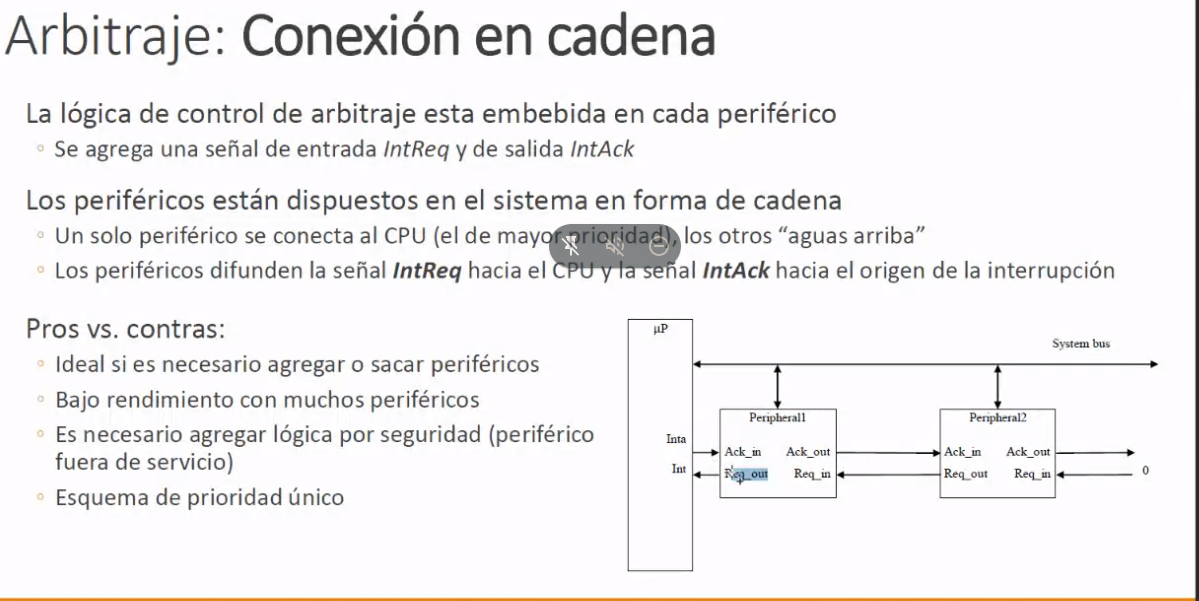 Arbitraje: Conexión en cadena
La lógica de control de arbitraje esta embebida en cada periférico
◦ Se agrega una señal de entrada IntReq y de salida IntAck
Los periféricos están dispuestos en el sistema en forma de cadena
◦ Un solo periférico se conecta al CPU (el de mayor prioridad), los otros “aguas arriba”
◦ Los periféricos difunden la señal IntReq hacia el CPU y la señal IntAck hacia el origen de la interrupción
Pros vs. contras:
◦ Ideal si es necesario agregar o sacar periféricos
◦ Bajo rendimiento con muchos periféricos
◦ Es necesario agregar lógica por seguridad (periférico
fuera de servicio)
◦ Esquema de prioridad único
μP
System bus
Peripheral1
Peripheral2
Inta
Ack_in Ack_out
Ack_in Ack_out
Int
Req_out Req_in
Req_out Req_in
0